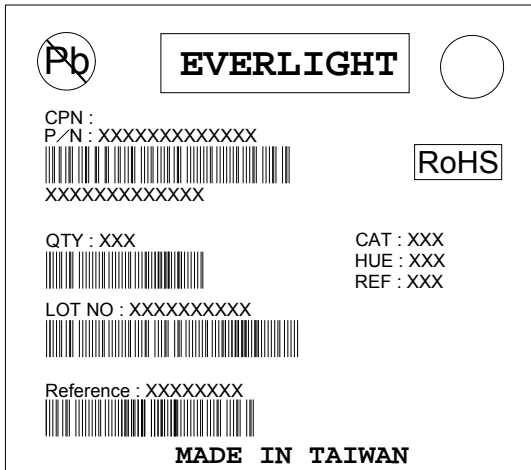 Pb
EVERLIGHT
CPN :
P/N : XXXXXXXXXXXXX
RoHS
XXXXXXXXXXXXX
QTY : XXX
CAT : XXX
HUE : XXX
REF : XXX
LOT NO : XXXXXXXXXX
Reference : XXXXXXXX
MADE IN TAIWAN